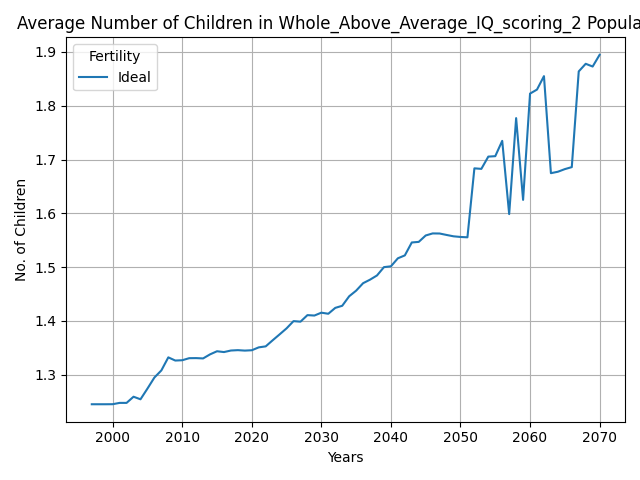 Average Number of Children in Whole_Above_Average_IQ_scoring_2 Popula
Fertility
Ideal
No. of Children
1.9
1.8
1.7
1.6
1.5
1.4
1.3
2000 2010 2020 2030 2040 2050 2060 2070
Years